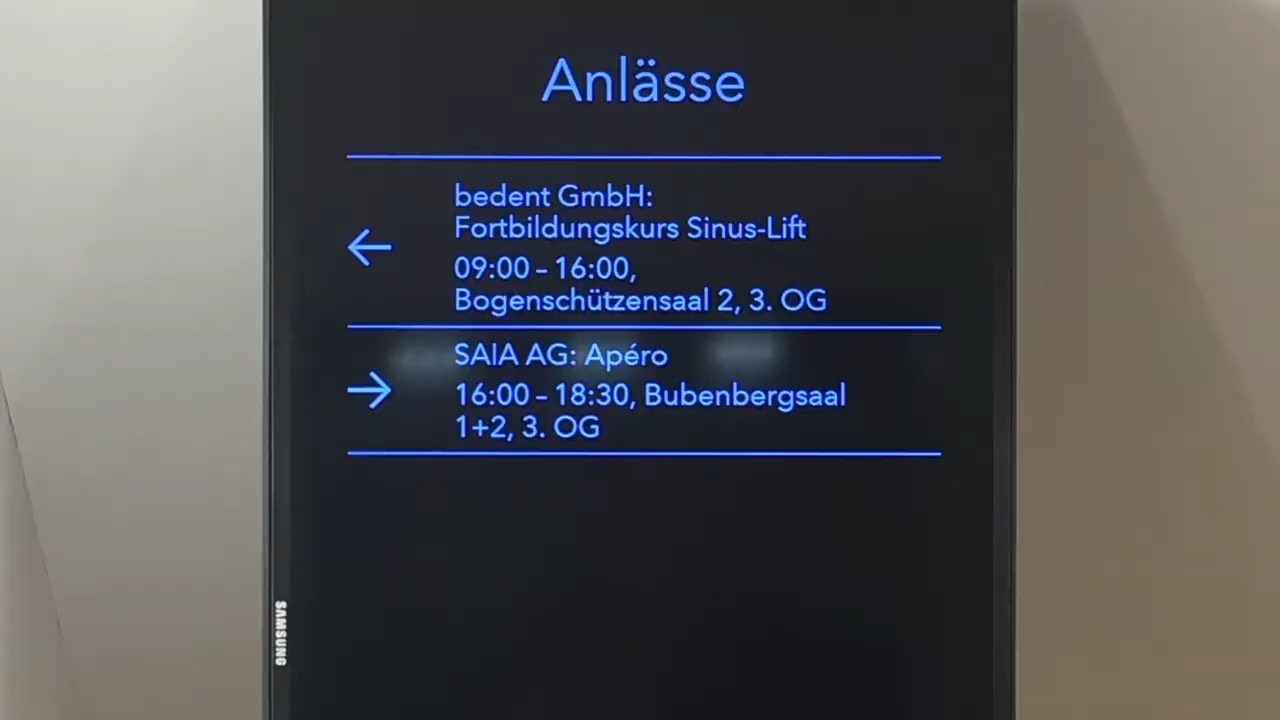 Anlässe
bedent GmbH:
Fortbildungskurs Sinus-Lift
←
09:00 – 16:00,
Bogenschützensaal 2, 3. OG
SAIA AG: Apéro
→
16:00 – 18:30, Bubenbergsaal
1+2, 3. OG
SAMSUNG